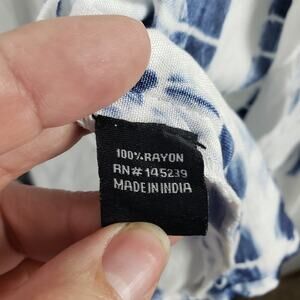 100% RAYON
RN# 145239
MADE IN INDIA